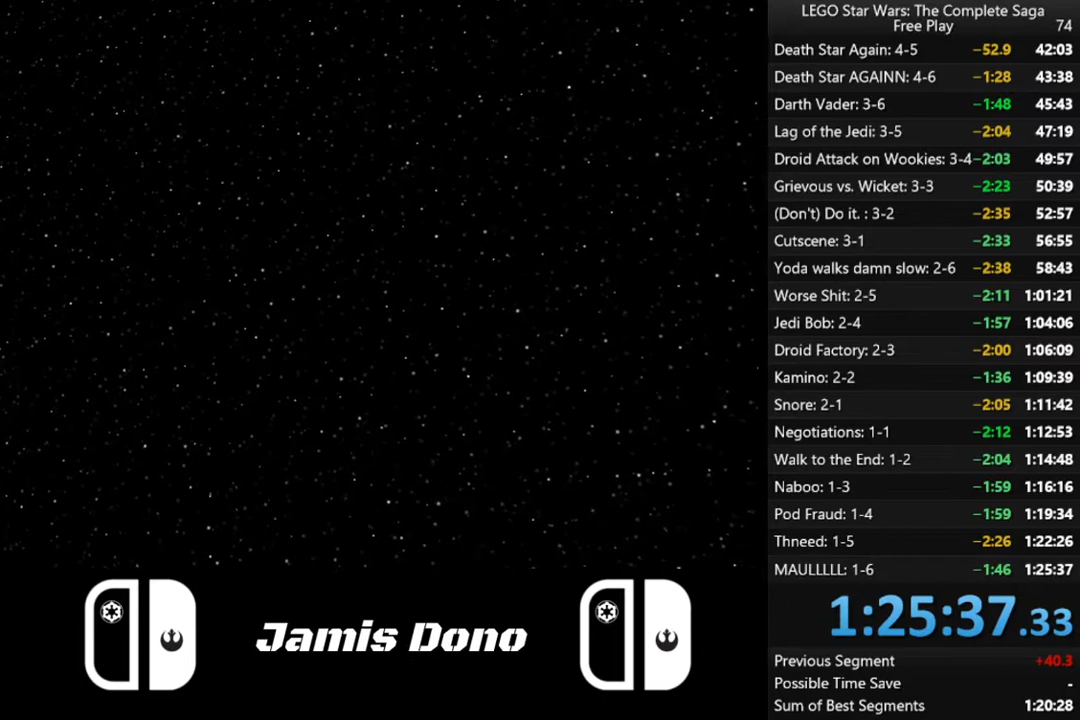 LEGO Star Wars: The Complete Saga
Free Play 74
Death Star Again: 4-5 −52.9 42:03
Death Star AGAINN: 4-6 −1:28 43:38
Darth Vader: 3-6 −1:48 45:43
Lag of the Jedi: 3-5 −2:04 47:19
Droid Attack on Wookies: 3-4 −2:03 49:57
Grievous vs. Wicket: 3-3 −2:23 50:39
(Don't) Do it. : 3-2 −2:35 52:57
Cutscene: 3-1 −2:33 56:55
Yoda walks damn slow: 2-6 −2:38 58:43
Worse Shit: 2-5 −2:11 1:01:21
Jedi Bob: 2-4 −1:57 1:04:06
Droid Factory: 2-3 −2:00 1:06:09
Kamino: 2-2 −1:36 1:09:39
Snore: 2-1 −2:05 1:11:42
Negotiations: 1-1 −2:12 1:12:53
Walk to the End: 1-2 −2:04 1:14:48
Naboo: 1-3 −1:59 1:16:16
Pod Fraud: 1-4 −1:59 1:19:34
Thneed: 1-5 −2:26 1:22:26
MAULLLLL: 1-6 −1:46 1:25:37
1:25:37.33
Previous Segment +40.3
Possible Time Save -
Sum of Best Segments 1:20:28
Jamis Dono